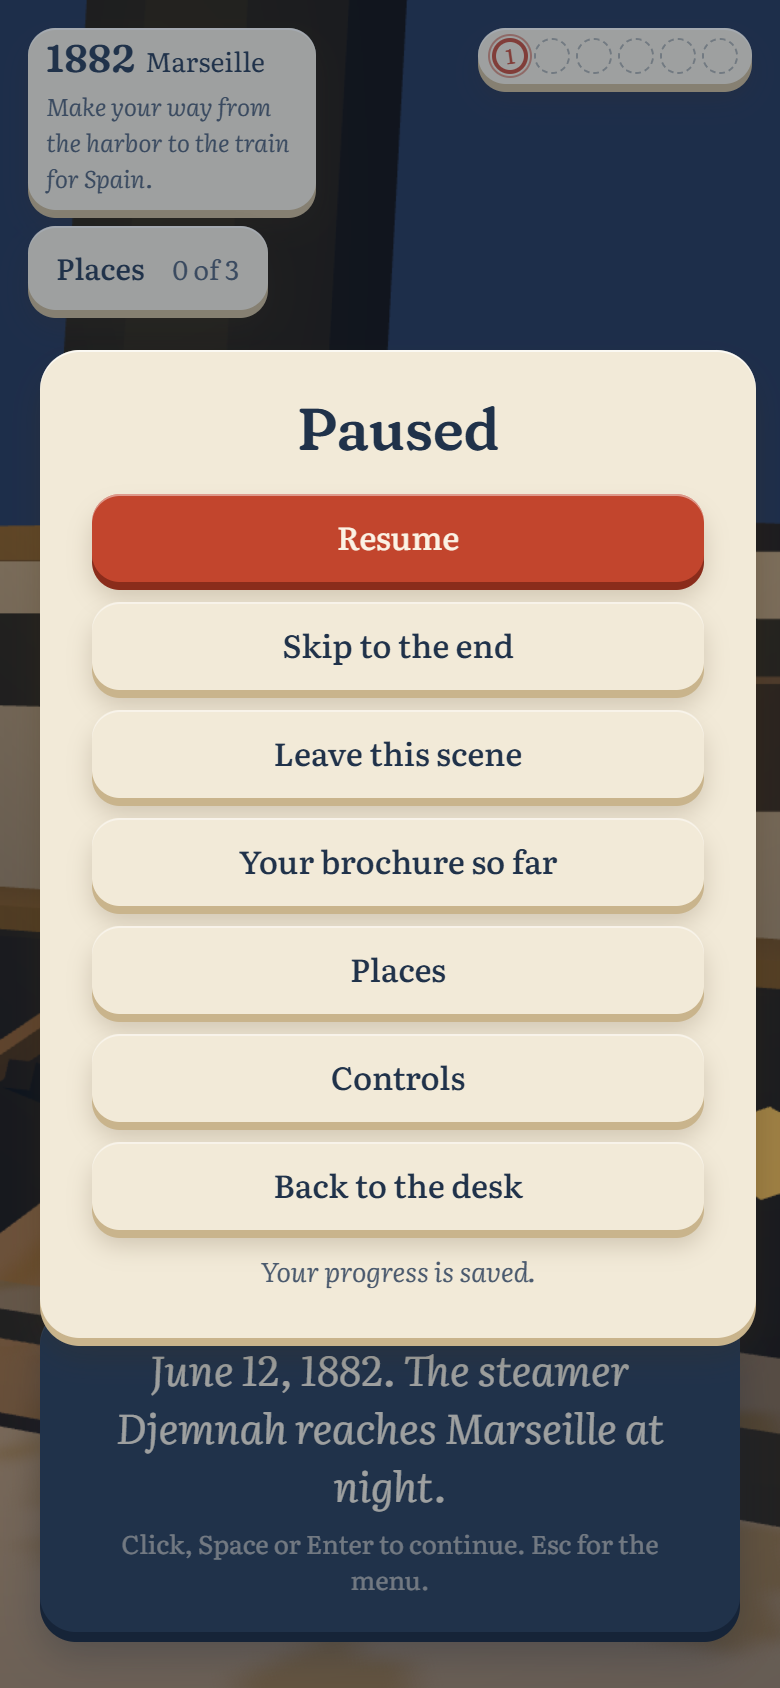 1882 Marseille
Make your way from
the harbor to the train
for Spain.
1
Places 0 of 3
Paused
Resume
Skip to the end
Leave this scene
Your brochure so far
Places
Controls
Back to the desk
Your progress is saved.
June 12, 1882. The steamer
Djemnah reaches Marseille at
night.
Click, Space or Enter to continue. Esc for the
menu.